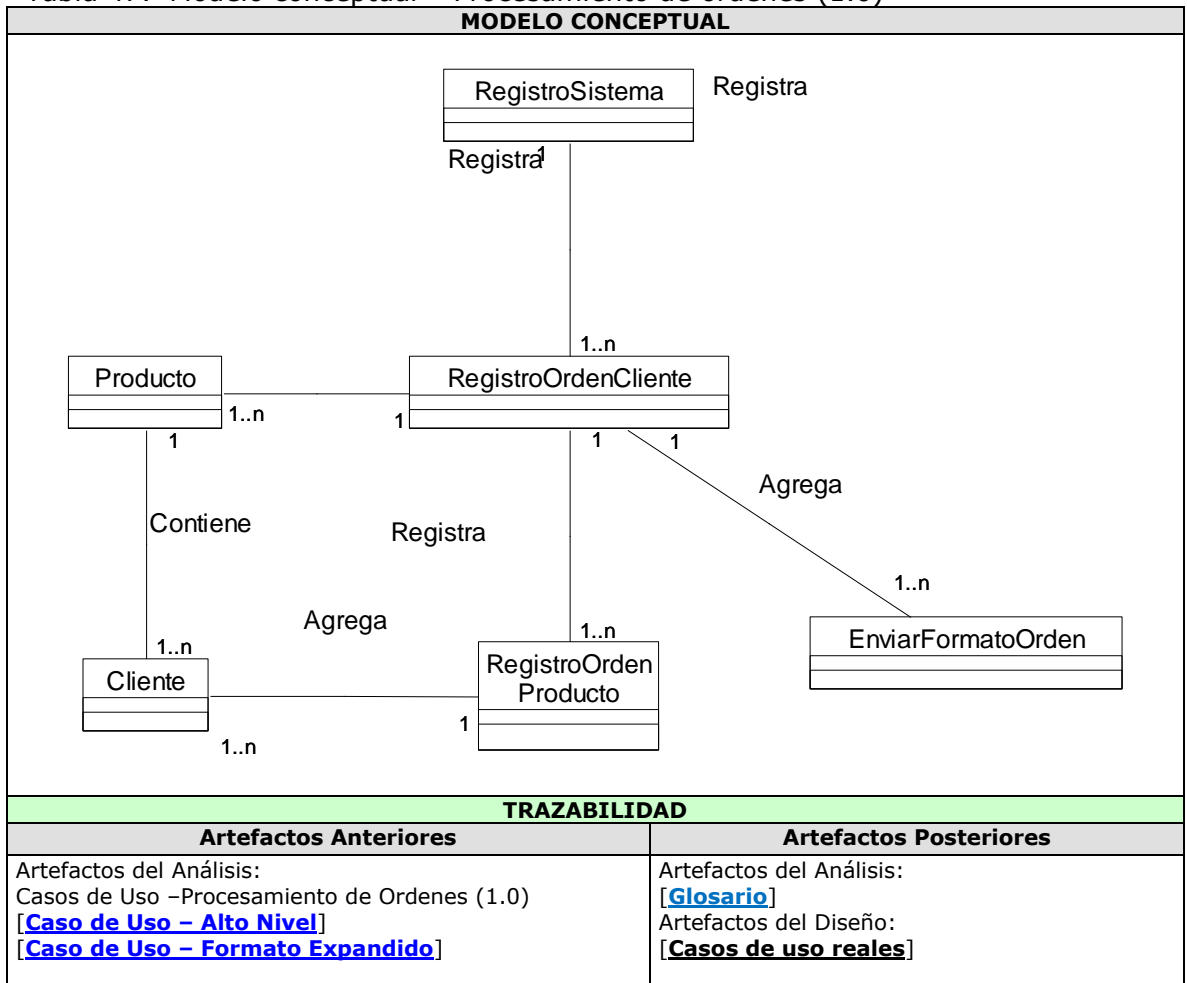 MODELO CONCEPTUAL
RegistroSistema
Registra
Registra
1
1..n
Producto
RegistroOrdenCliente
1..n
1
1
1
1
Agrega
Contiene
Registra
1..n
Agrega
1..n
1..n
EnviarFormatoOrden
Cliente
RegistroOrden
Producto
1
1..n
TRAZABILIDAD
Artefactos Anteriores
Artefactos Posteriores
Artefactos del Análisis:
Casos de Uso –Procesamiento de Ordenes (1.0)
[Caso de Uso – Alto Nivel]
[Caso de Uso – Formato Expandido]
Artefactos del Análisis:
[Glosario]
Artefactos del Diseño:
[Casos de uso reales]